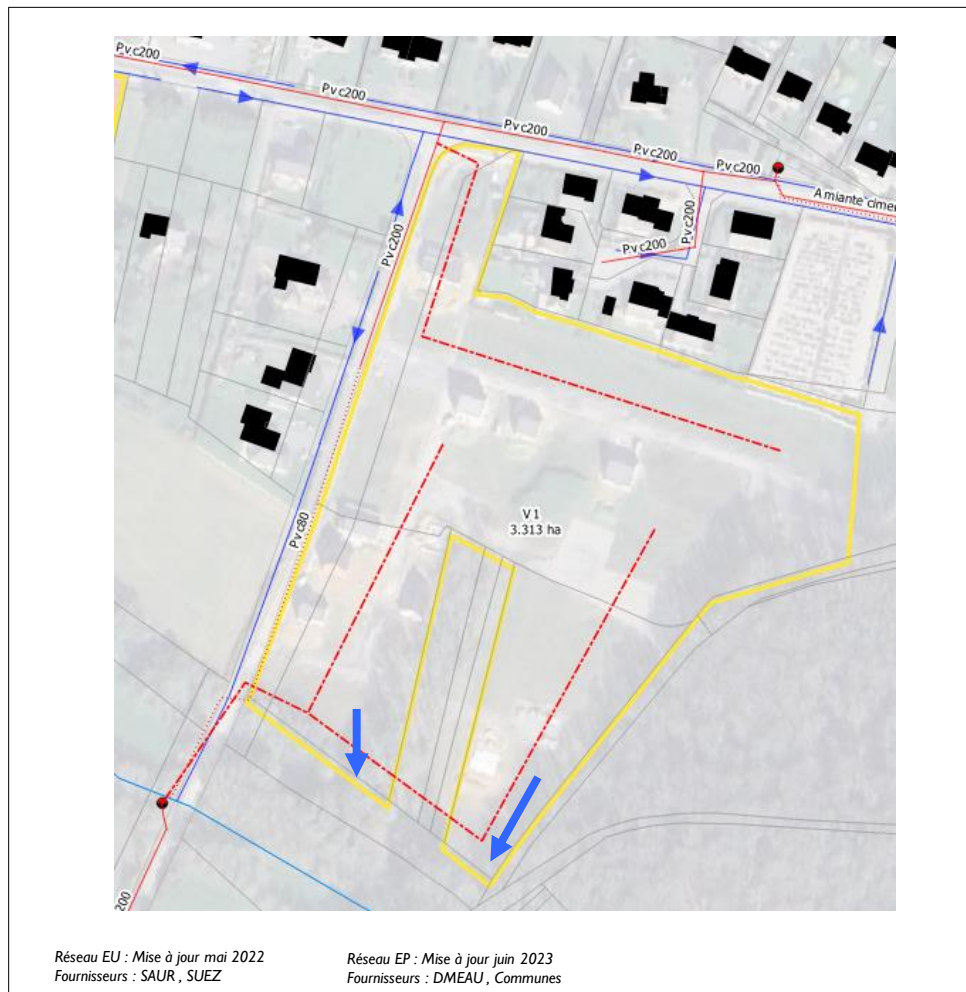 Pvc200
Pvc200
Pvc200
Pvc200
Pvc200
Amiante cimen
Pvc200
Pvc200
Pvc200
V1
3.313 ha
Pvc80
200
Réseau EU : Mise à jour mai 2022
Fournisseurs : SAUR , SUEZ
Réseau EP : Mise à jour juin 2023
Fournisseurs : DMEAU , Communes